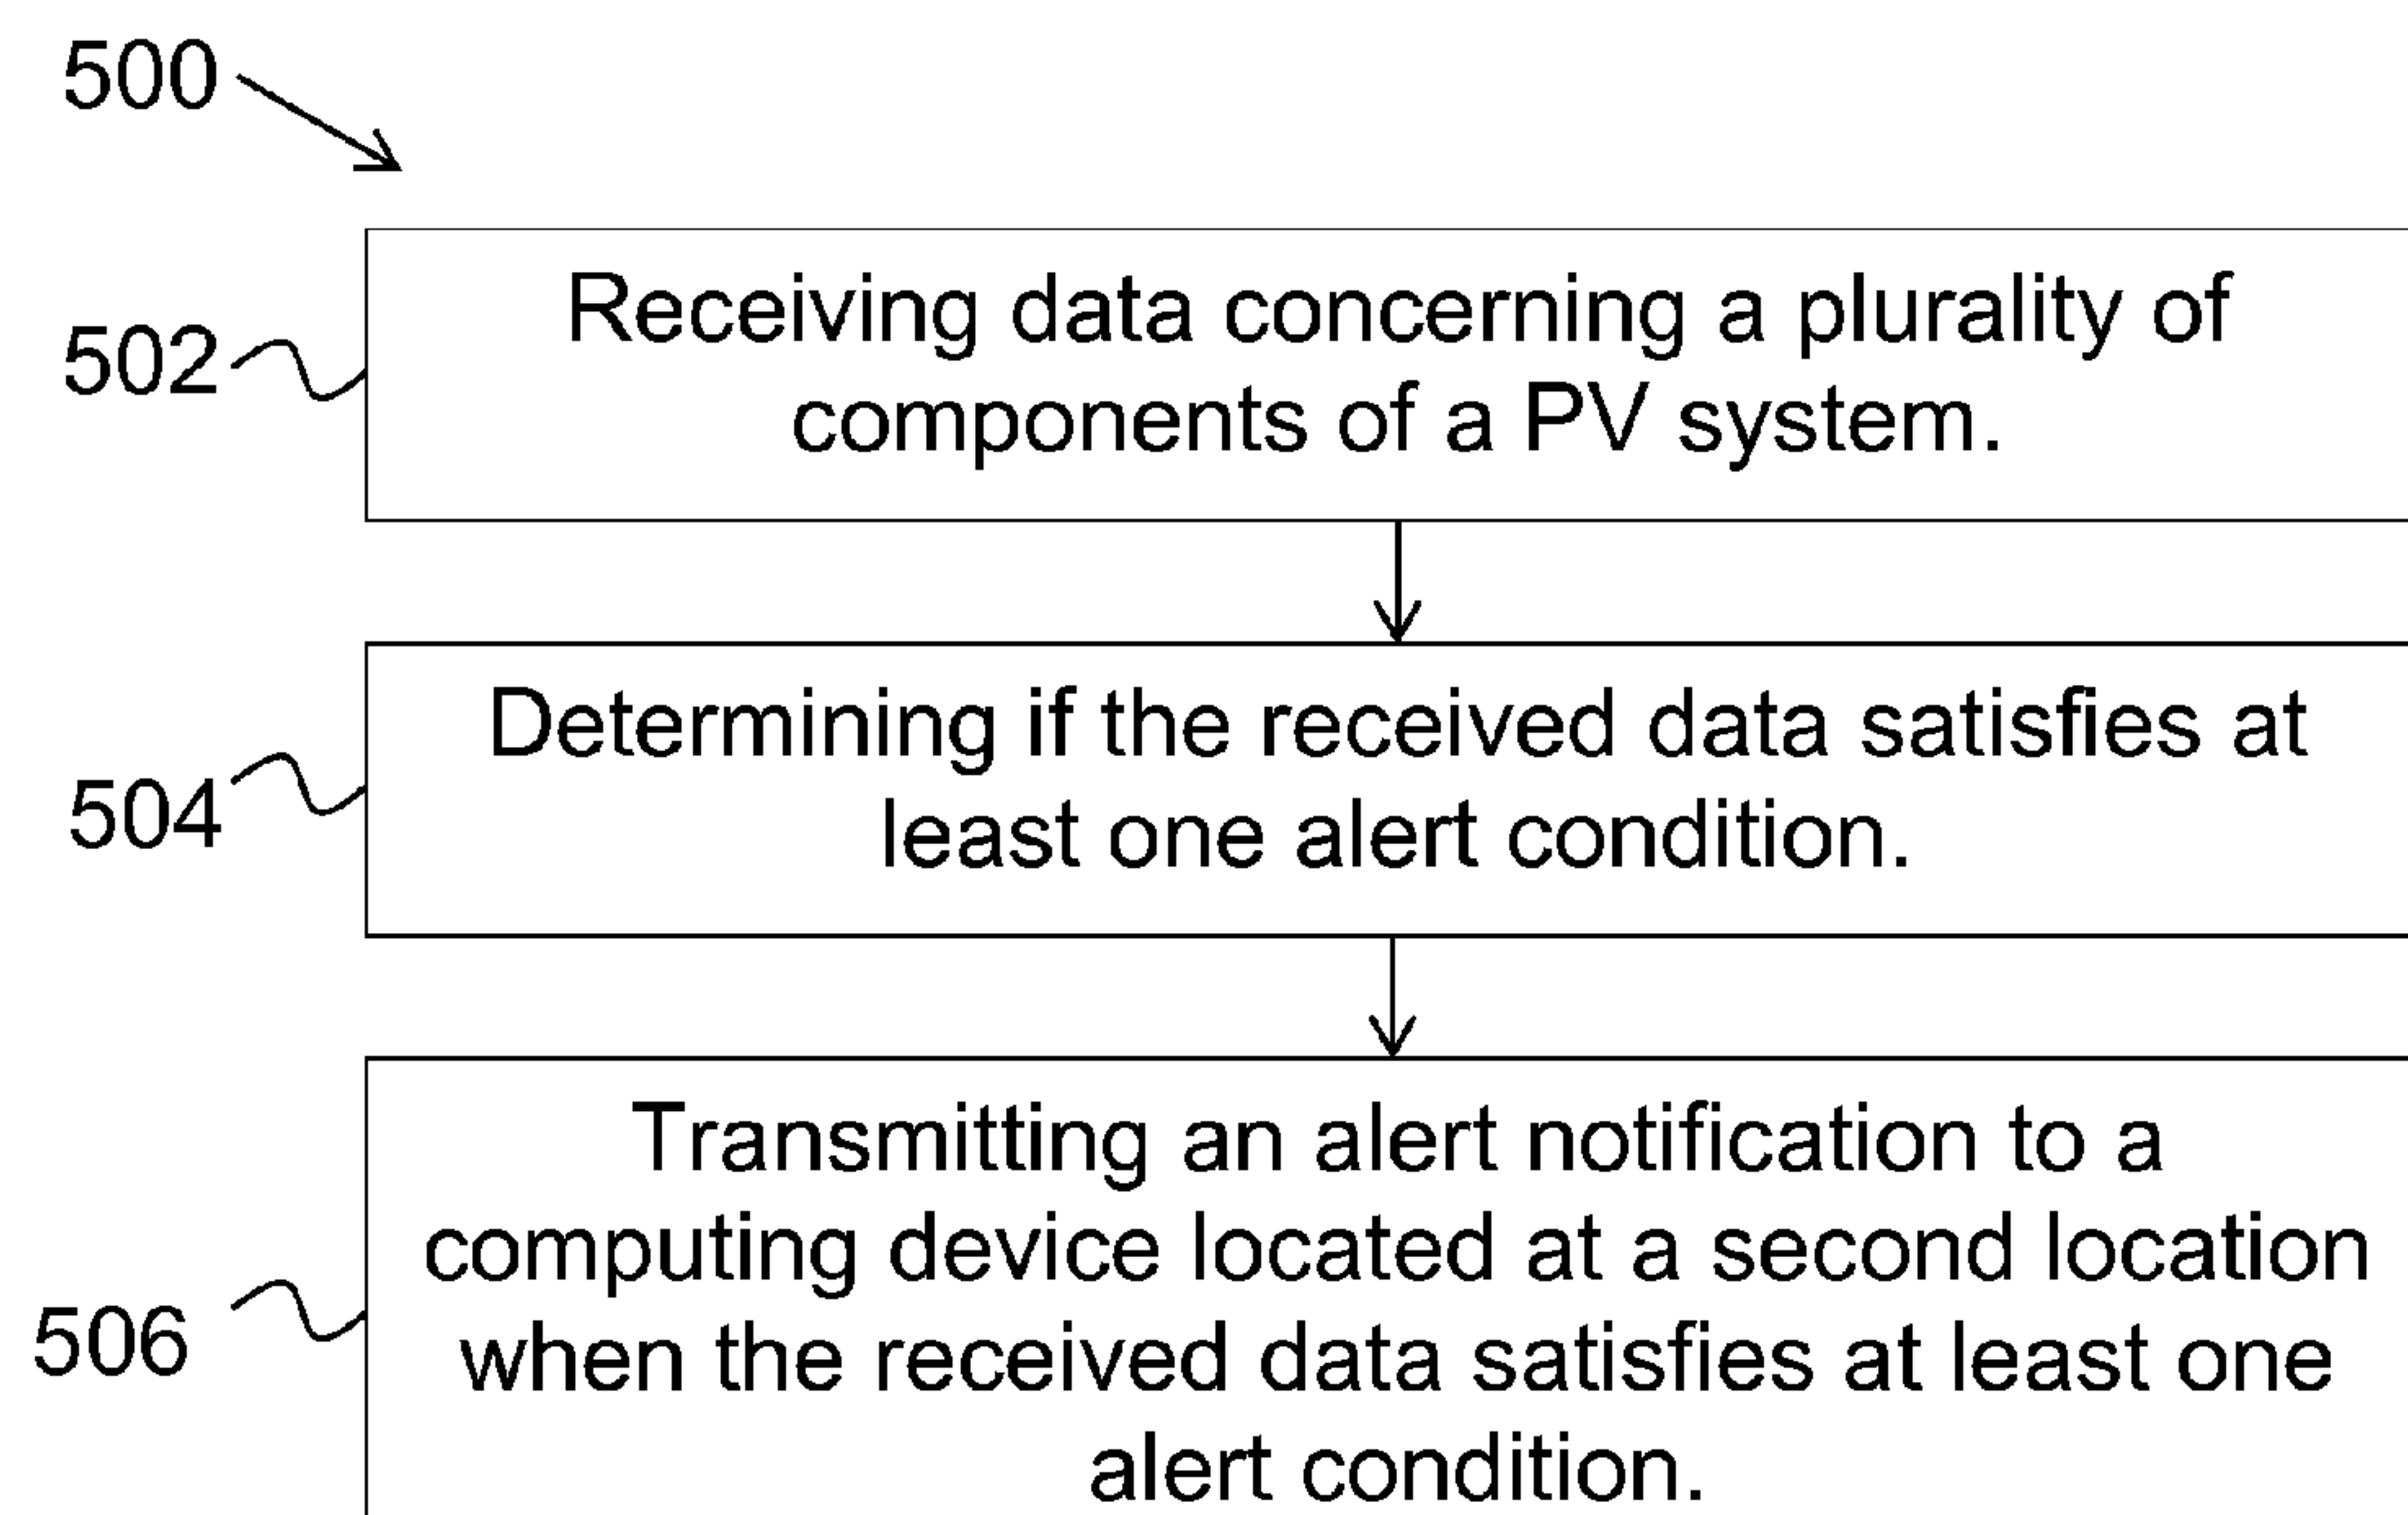 500
502
Receiving data concerning a plurality of
components of a PV system.
504
Determining if the received data satisfies at
least one alert condition.
506
Transmitting an alert notification to a
computing device located at a second location
when the received data satisfies at least one
alert condition.